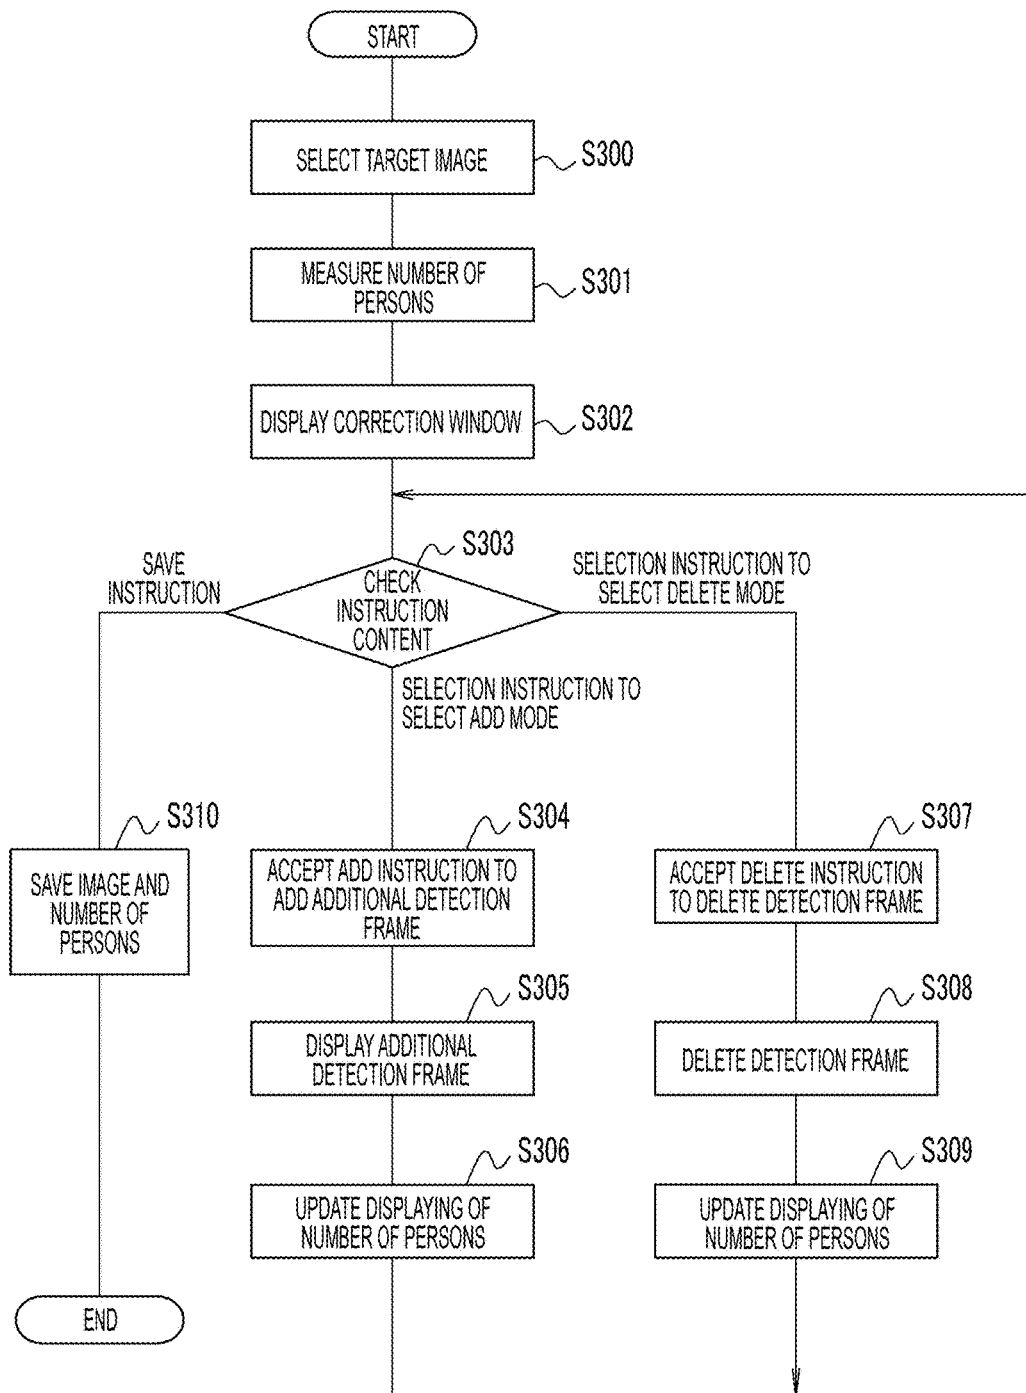 START
SELECT TARGET IMAGE
S300
MEASURE NUMBER OF
PERSONS
S301
DISPLAY CORRECTION WINDOW
S302
S303
CHECK
INSTRUCTION
CONTENT
SAVE
INSTRUCTION
SELECTION INSTRUCTION TO
SELECT DELETE MODE
SELECTION INSTRUCTION TO
SELECT ADD MODE
S310
SAVE IMAGE AND
NUMBER OF
PERSONS
S304
ACCEPT ADD INSTRUCTION TO
ADD ADDITIONAL DETECTION
FRAME
S307
ACCEPT DELETE INSTRUCTION
TO DELETE DETECTION FRAME
S305
DISPLAY ADDITIONAL
DETECTION FRAME
S308
DELETE DETECTION FRAME
S306
UPDATE DISPLAYING OF
NUMBER OF PERSONS
S309
UPDATE DISPLAYING OF
NUMBER OF PERSONS
END